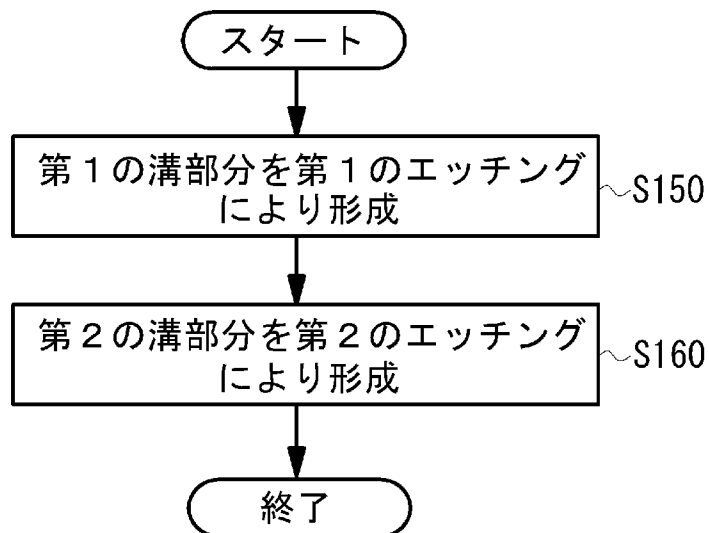 スタート
第１の溝部分を第１のエッチング
により形成
S150
第２の溝部分を第２のエッチング
により形成
S160
終了